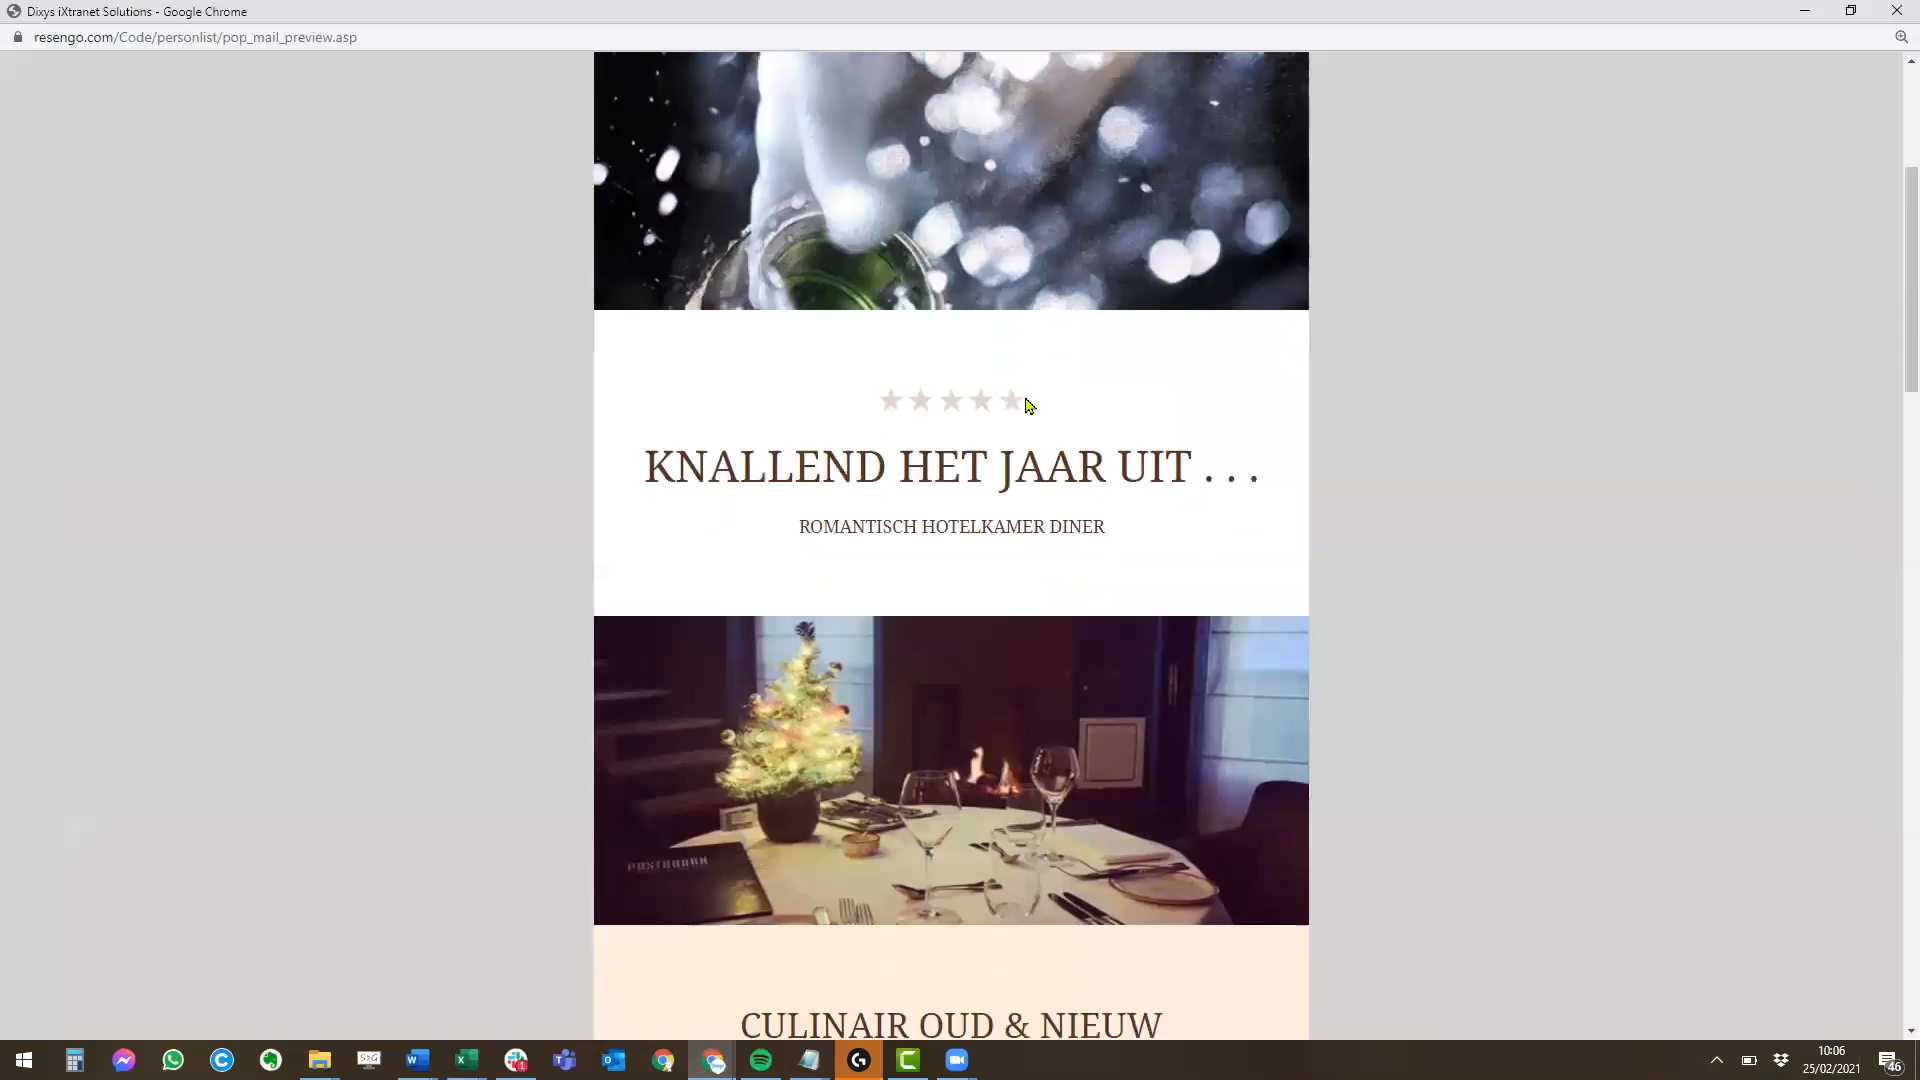 Dixys iXtranet Solutions - Google Chrome
resengo.com/Code/personlist/pop_mail_preview.asp
KNALLEND HET JAAR UIT . . .
ROMANTISCH HOTELKAMER DINER
POSTHOORN
CULINAIR OUD & NIEUW
10:06
25/02/2021
46